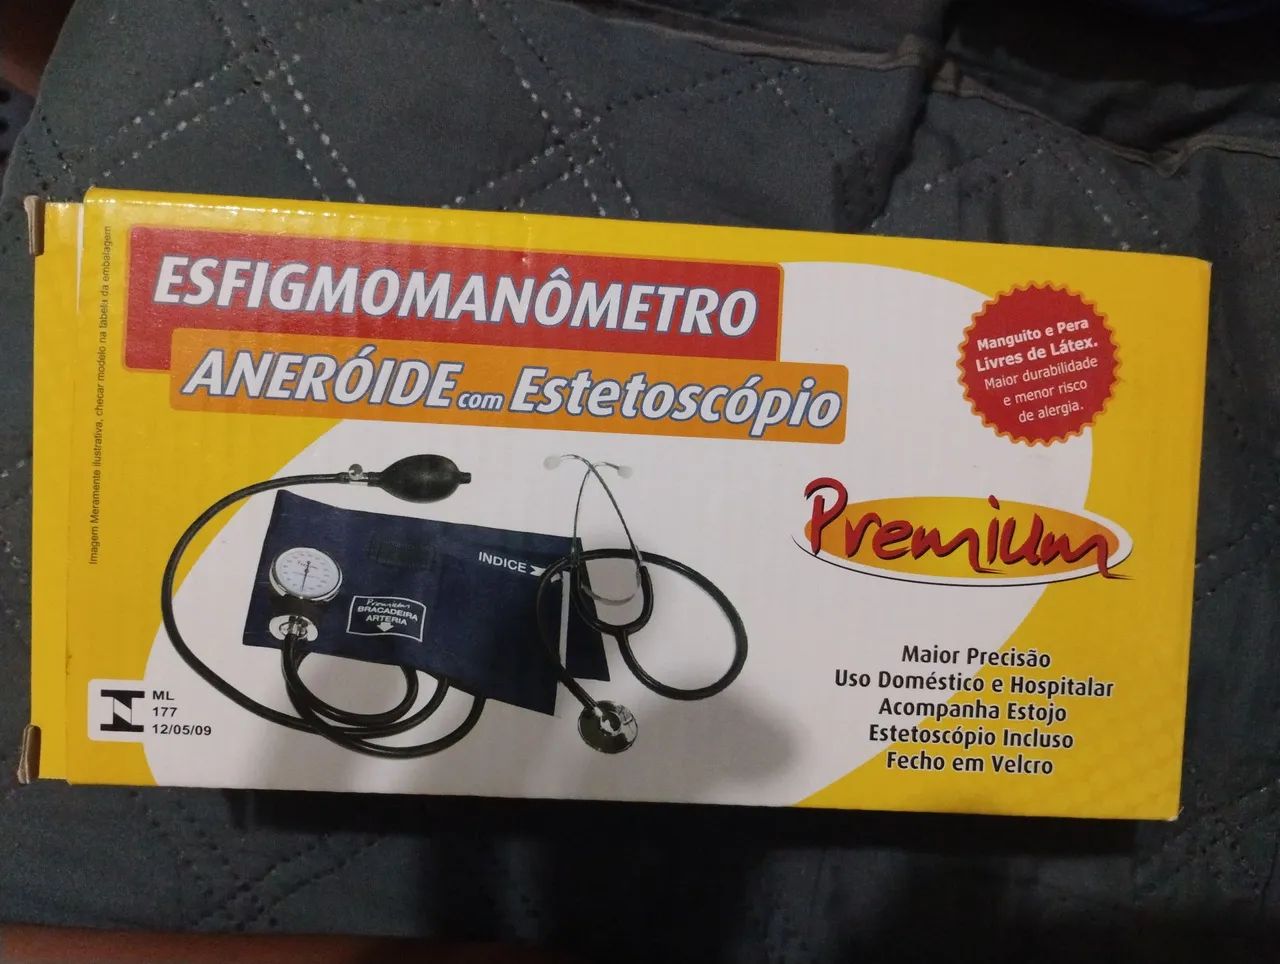 ESFIGMOMANÔMETRO
ANERÓIDE com Estetoscópio
Manguito e Pera
Livres de Látex.
Maior durabilidade
e menor risco
de alergia.
Premium
INDICE
Premium
BRACADEIRA
ARTERIA
Maior Precisão
Uso Doméstico e Hospitalar
Acompanha Estojo
Estetoscópio Incluso
Fecho em Velcro
ML
177
12/05/09
Imagem Meramente ilustrativa, checar modelo na tabela da embalagem